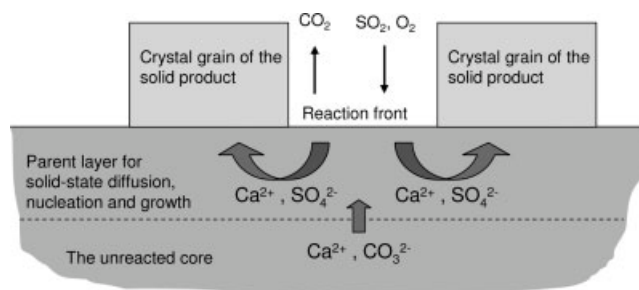 CO₂
SO₂, O₂
Crystal grain of the
solid product
Crystal grain of the
solid product
Reaction front
Parent layer for
solid-state diffusion,
nucleation and growth
Ca²⁺ , SO₄²⁻
Ca²⁺ , SO₄²⁻
The unreacted core
Ca²⁺ , CO₃²⁻